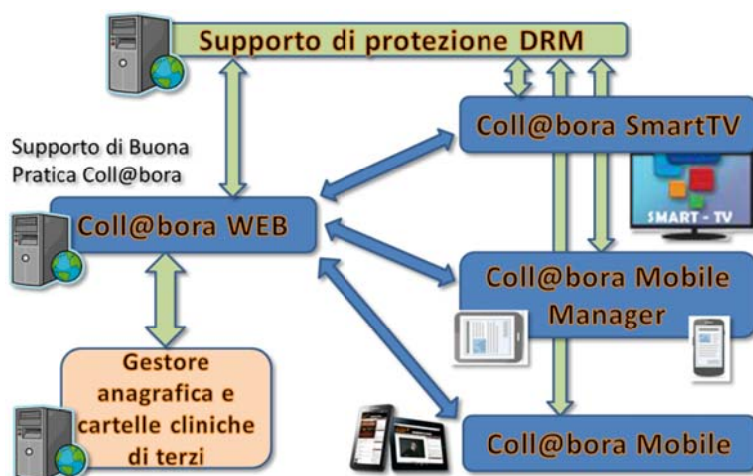 Supporto di protezione DRM
Coll@bora SmartTV
Supporto di Buona
Pratica Coll@bora
SMART - TV
Coll@bora WEB
Coll@bora Mobile
Manager
Gestore
anagrafica e
cartelle cliniche
di terzi
Coll@bora Mobile